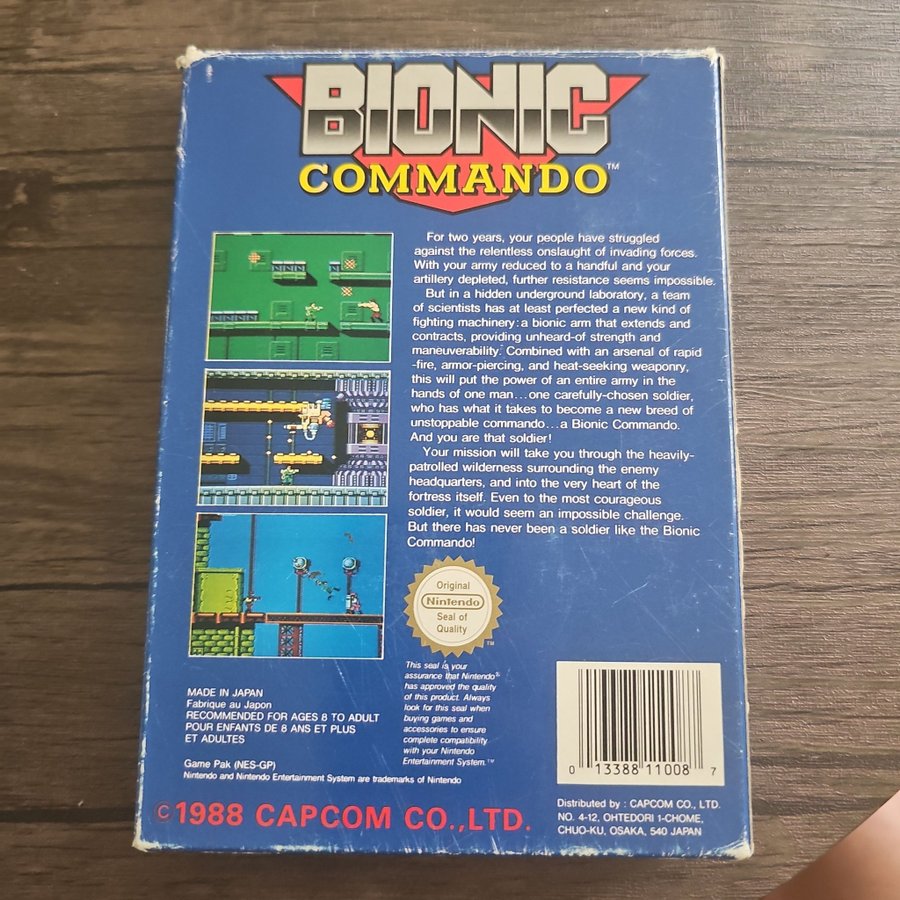 BIONIC
COMMANDO™
For two years, your people have struggled
against the relentless onslaught of invading forces.
With your army reduced to a handful and your
artillery depleted, further resistance seems impossible.
But in a hidden underground laboratory, a team
of scientists has at least perfected a new kind of
fighting machinery: a bionic arm that extends and
contracts, providing unheard-of strength and
maneuverability. Combined with an arsenal of rapid
-fire, armor-piercing, and heat-seeking weaponry,
this will put the power of an entire army in the
hands of one man...one carefully-chosen soldier,
who has what it takes to become a new breed of
unstoppable commando...a Bionic Commando.
And you are that soldier!
Your mission will take you through the heavily-
patrolled wilderness surrounding the enemy
headquarters, and into the very heart of the
fortress itself. Even to the most courageous
soldier, it would seem an impossible challenge.
But there has never been a soldier like the Bionic
Commando!
Original
Nintendo
Seal of
Quality
TM
This seal is your
assurance that Nintendo®
has approved the quality
of this product. Always
look for this seal when
buying games and
accessories to ensure
complete compatibility
with your Nintendo
Entertainment System.™
MADE IN JAPAN
Fabrique au Japon
RECOMMENDED FOR AGES 8 TO ADULT
POUR ENFANTS DE 8 ANS ET PLUS
ET ADULTES
Game Pak (NES-GP)
Nintendo and Nintendo Entertainment System are trademarks of Nintendo
© 1988 CAPCOM CO.,LTD.
0 13388 11008 7
Distributed by : CAPCOM CO., LTD.
NO. 4-12, OHTEDORI 1-CHOME,
CHUO-KU, OSAKA, 540 JAPAN